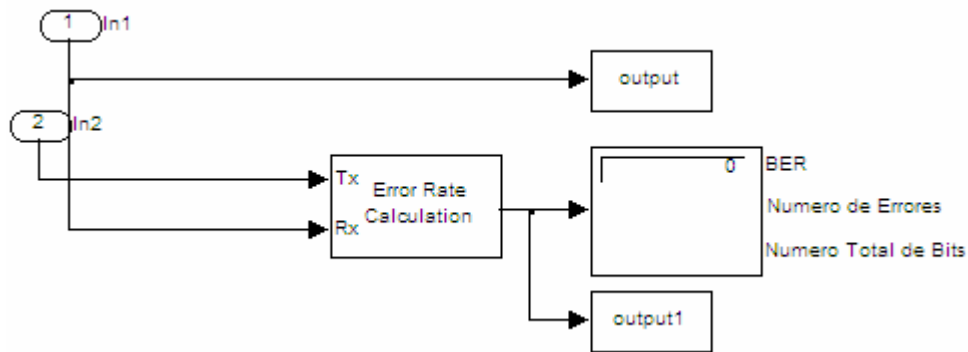 1
In1
output
2
In2
Tx
Rx
Error Rate
Calculation
0
BER
Numero de Errores
Numero Total de Bits
output1